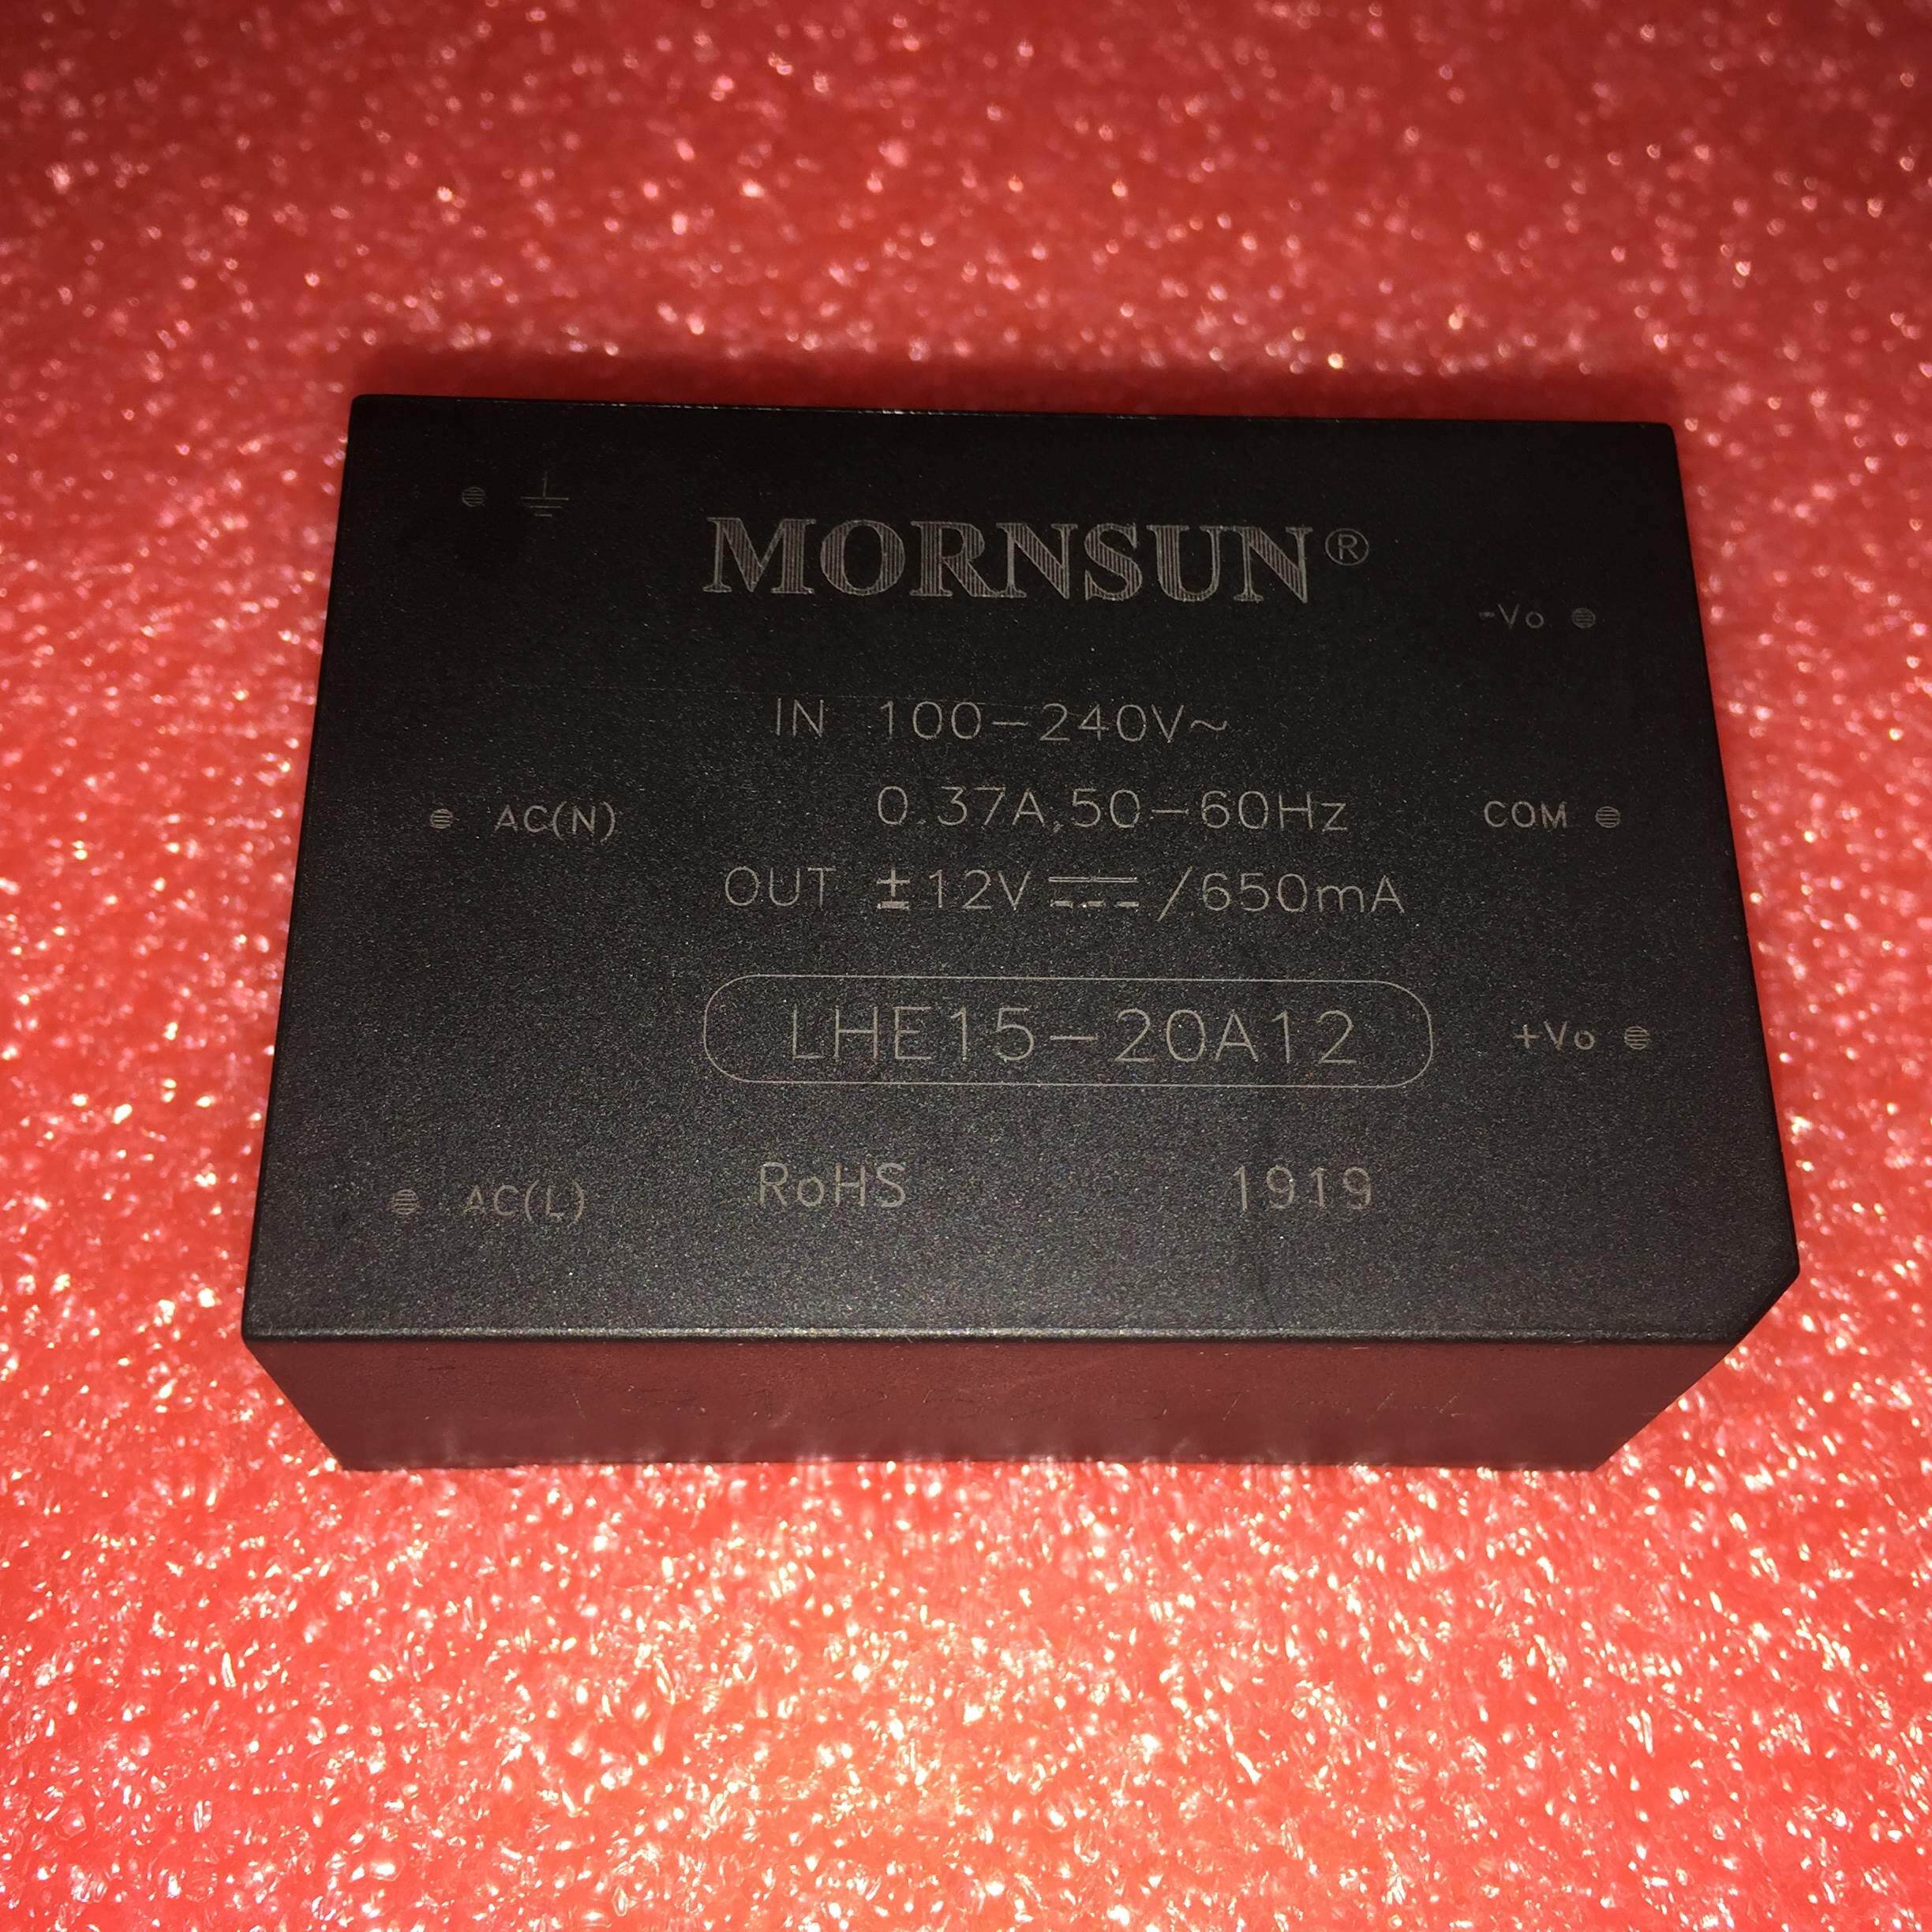 MORNSUN®
-Vo
IN 100-240V~
0.37A,50-60Hz
AC(N)
COM
OUT ±12V⎓/650mA
LHE15-20A12
+Vo
AC(L)
RoHS 1919